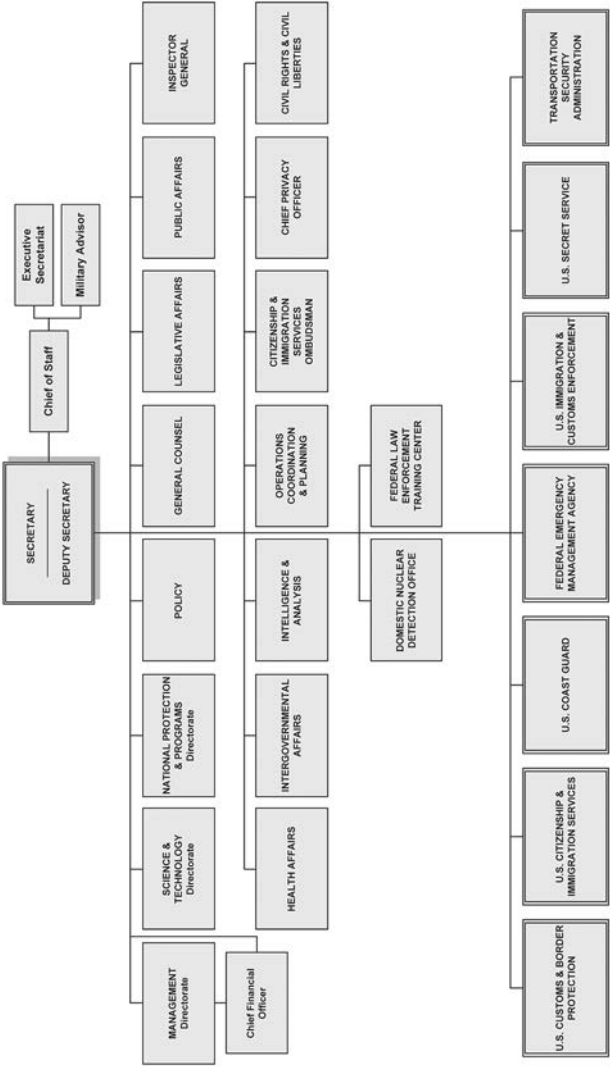 SECRETARY
DEPUTY SECRETARY
Chief of Staff
Executive
Secretariat
Military Advisor
MANAGEMENT
Directorate
Chief Financial
Officer
SCIENCE &
TECHNOLOGY
Directorate
NATIONAL PROTECTION
& PROGRAMS
Directorate
POLICY
GENERAL COUNSEL
LEGISLATIVE AFFAIRS
PUBLIC AFFAIRS
INSPECTOR
GENERAL
HEALTH AFFAIRS
INTERGOVERNMENTAL
AFFAIRS
INTELLIGENCE &
ANALYSIS
OPERATIONS
COORDINATION
& PLANNING
CITIZENSHIP &
IMMIGRATION
SERVICES
OMBUDSMAN
CHIEF PRIVACY
OFFICER
CIVIL RIGHTS & CIVIL
LIBERTIES
DOMESTIC NUCLEAR
DETECTION OFFICE
FEDERAL LAW
ENFORCEMENT
TRAINING CENTER
U.S. CUSTOMS & BORDER
PROTECTION
U.S. CITIZENSHIP &
IMMIGRATION SERVICES
U.S. COAST GUARD
FEDERAL EMERGENCY
MANAGEMENT AGENCY
U.S. IMMIGRATION &
CUSTOMS ENFORCEMENT
U.S. SECRET SERVICE
TRANSPORTATION
SECURITY
ADMINISTRATION